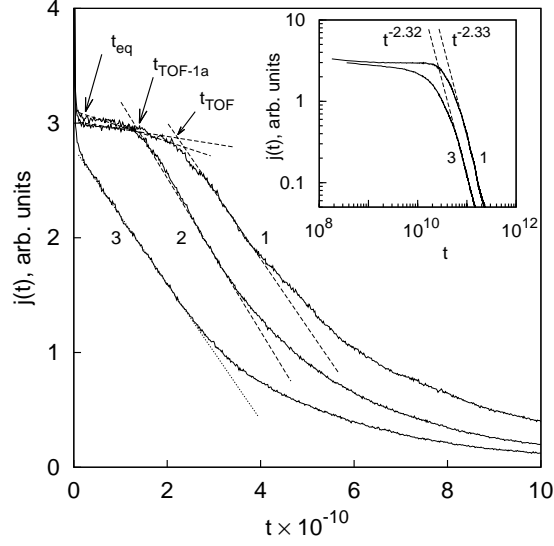 4
3
2
1
0
j(t), arb. units
0
2
4
6
8
10
t × 10^-10
t_eq
t_TOF-1a
t_TOF
1
2
3
10
1
0.1
j(t), arb. units
t^-2.32
t^-2.33
3
1
10^8
10^10
10^12
t